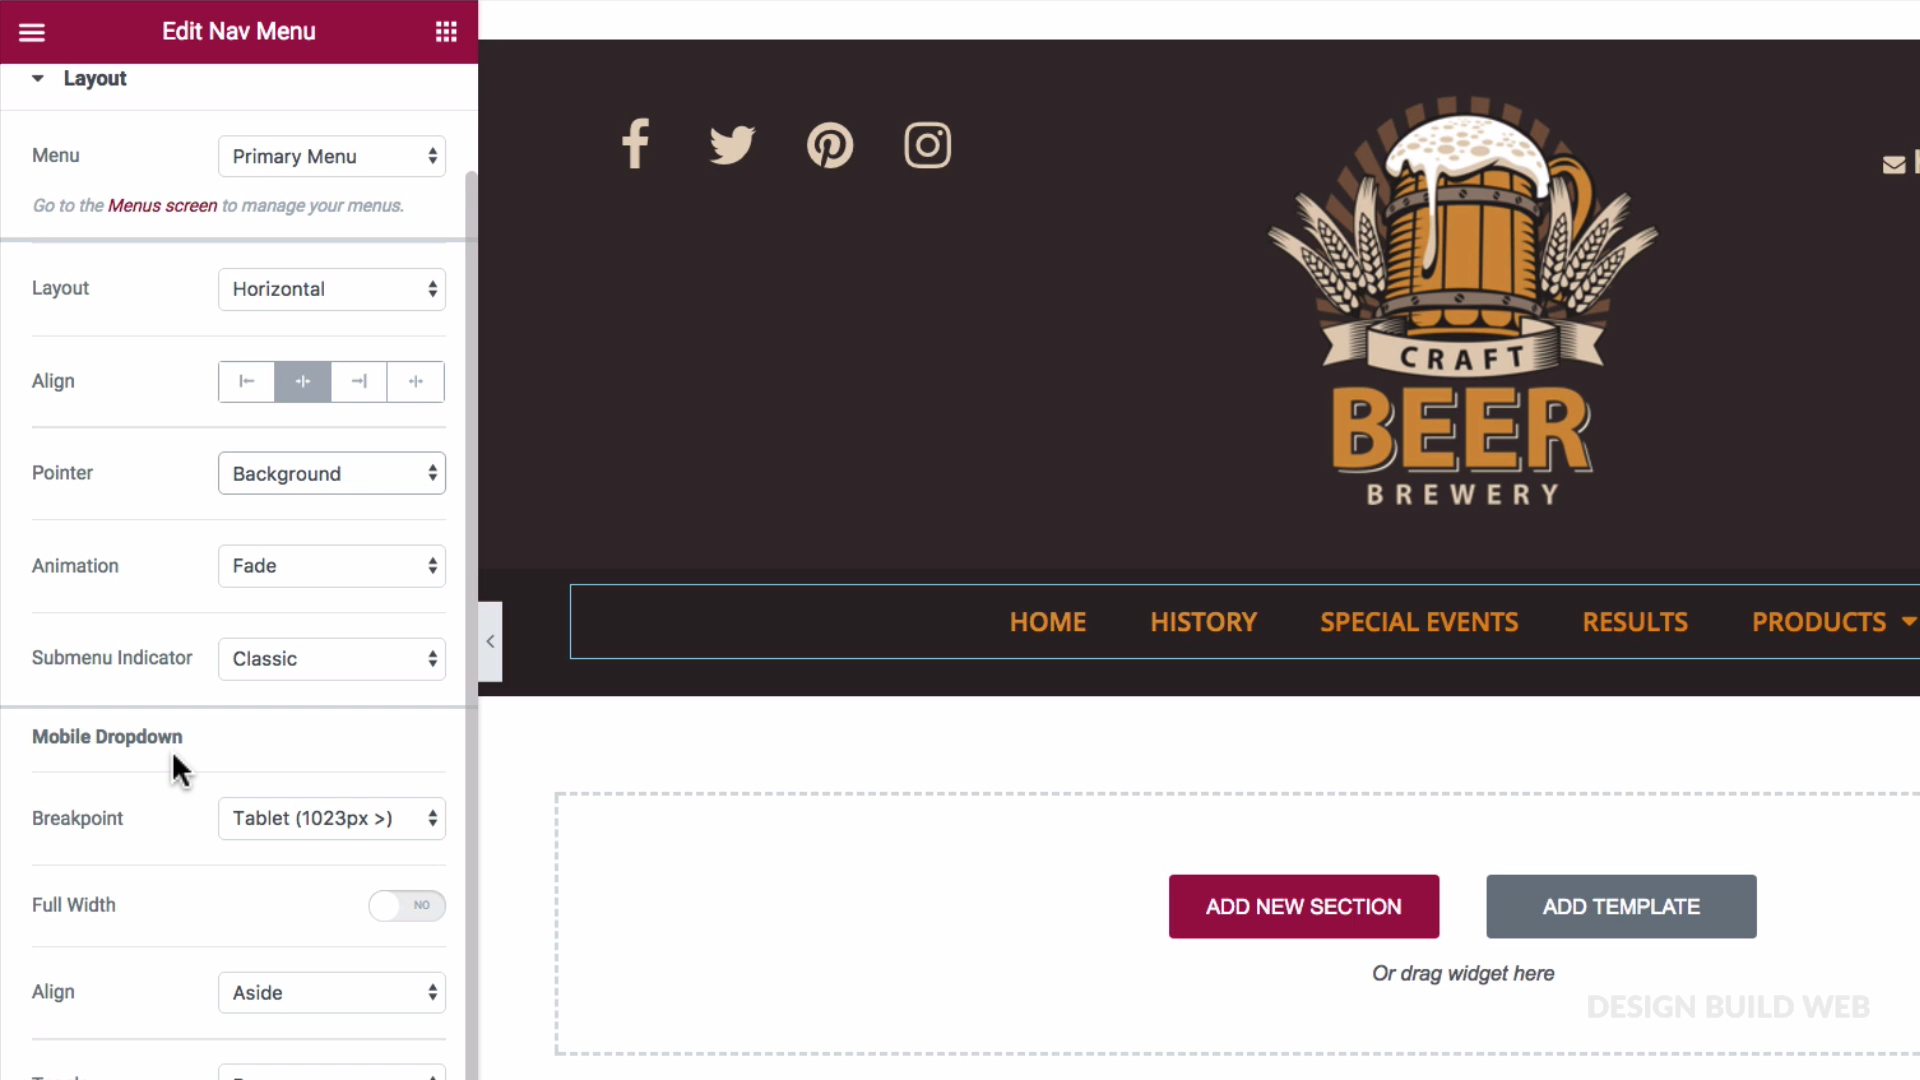 Edit Nav Menu
Layout
Menu
Primary Menu
Go to the Menus screen to manage your menus.
Layout
Horizontal
Align
Pointer
Background
Animation
Fade
Submenu Indicator
Classic
Mobile Dropdown
Breakpoint
Tablet (1023px >)
Full Width
NO
Align
Aside
CRAFT
BEER
BREWERY
HOME HISTORY SPECIAL EVENTS RESULTS PRODUCTS
ADD NEW SECTION
ADD TEMPLATE
Or drag widget here
DESIGN BUILD WEB